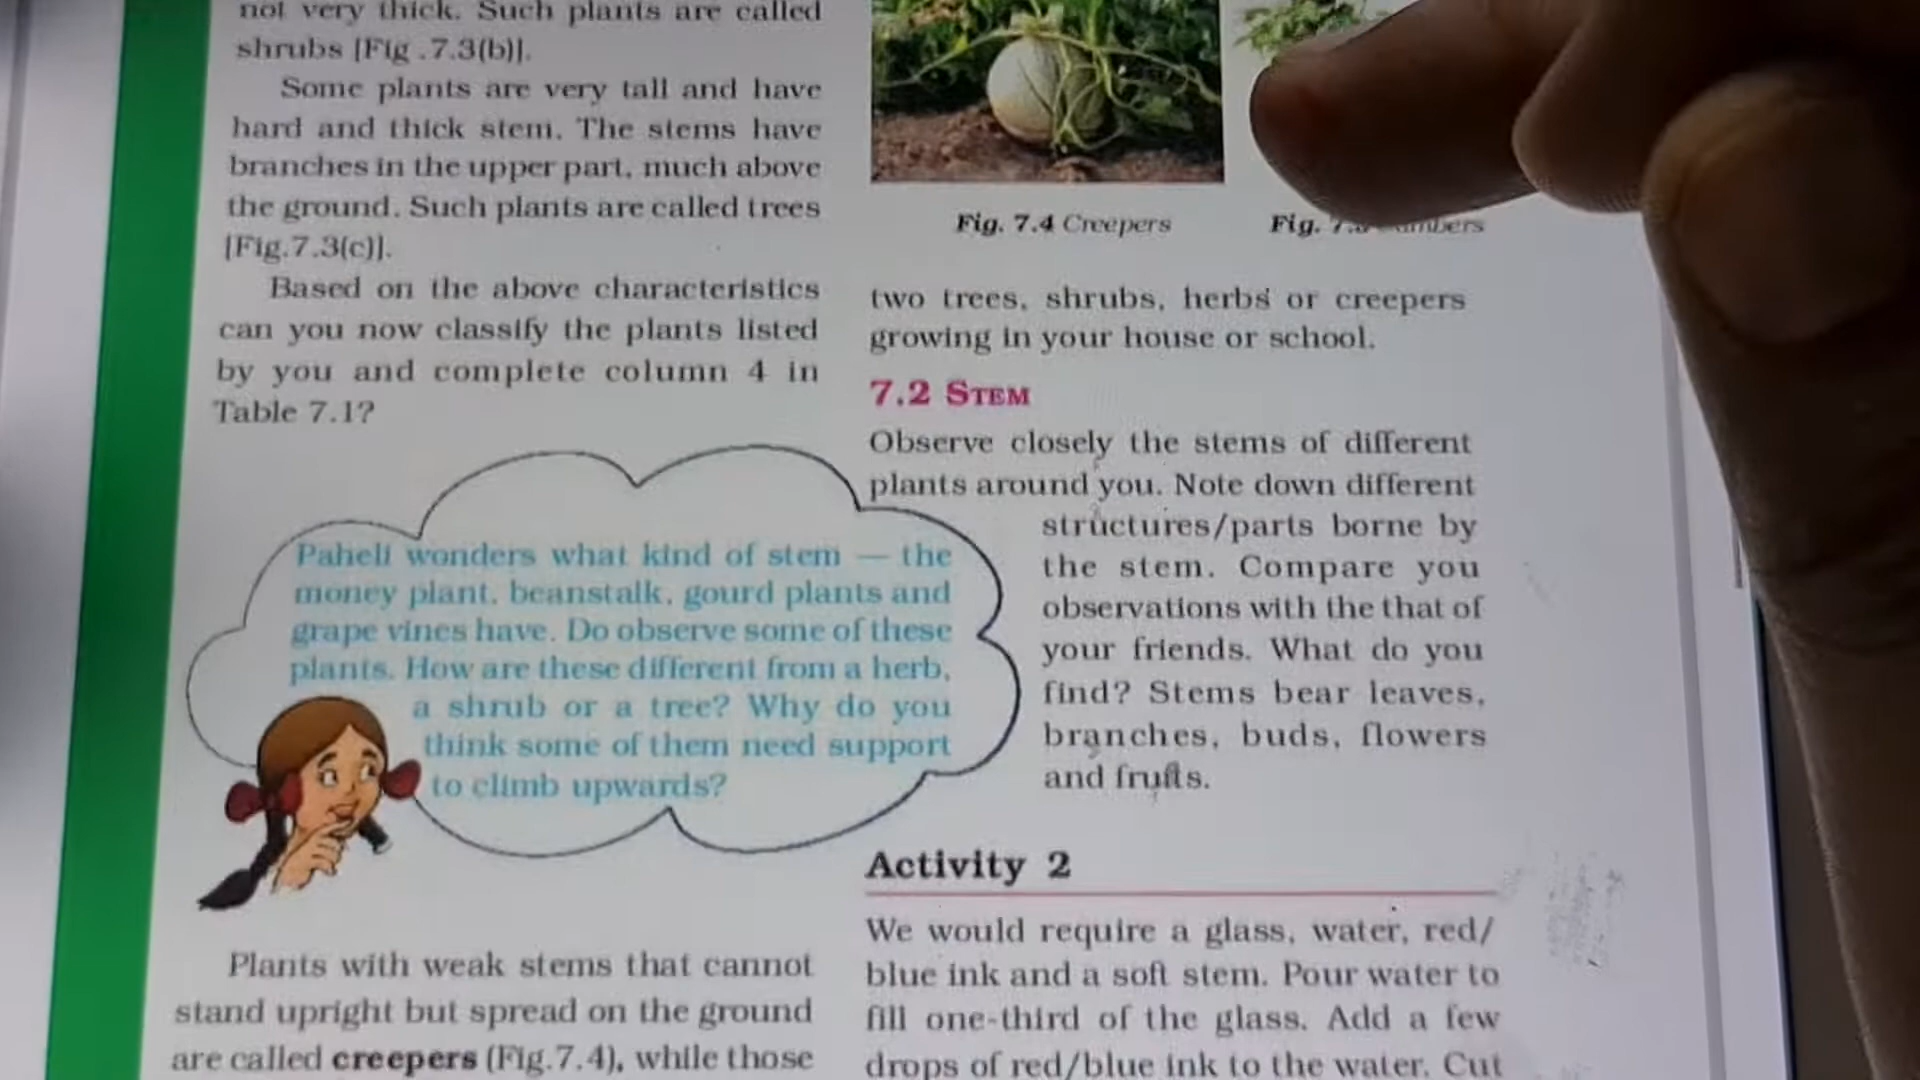 not very thick. Such plants are called
shrubs [Fig .7.3(b)].
Some plants are very tall and have
hard and thick stem. The stems have
branches in the upper part, much above
the ground. Such plants are called trees
[Fig.7.3(c)].
Based on the above characteristics
can you now classify the plants listed
by you and complete column 4 in
Table 7.1?
Paheli wonders what kind of stem — the
money plant, beanstalk, gourd plants and
grape vines have. Do observe some of these
plants. How are these different from a herb,
a shrub or a tree? Why do you
think some of them need support
to climb upwards?
Plants with weak stems that cannot
stand upright but spread on the ground
are called creepers (Fig.7.4), while those
Fig. 7.4 Creepers
Fig.
two trees, shrubs, herbs or creepers
growing in your house or school.
7.2 STEM
Observe closely the stems of different
plants around you. Note down different
structures/parts borne by
the stem. Compare you
observations with the that of
your friends. What do you
find? Stems bear leaves,
branches, buds, flowers
and fruits.
Activity 2
We would require a glass, water, red/
blue ink and a soft stem. Pour water to
fill one-third of the glass. Add a few
drops of red/blue ink to the water. Cut